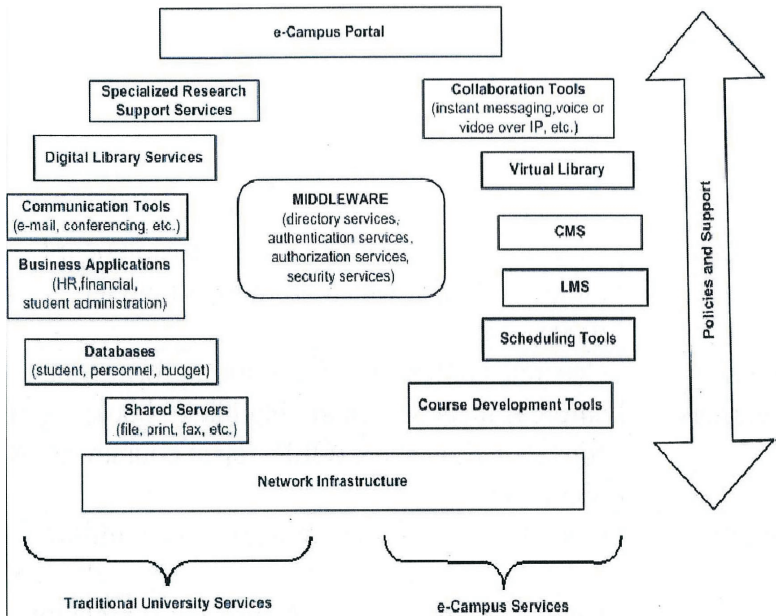 e-Campus Portal
Specialized Research
Support Services
Digital Library Services
Communication Tools
(e-mail, conferencing, etc.)
Business Applications
(HR,financial,
student administration)
Databases
(student, personnel, budget)
Shared Servers
(file, print, fax, etc.)
MIDDLEWARE
(directory services,
authentication services,
authorization services,
security services)
Collaboration Tools
(instant messaging,voice or
vidoe over IP, etc.)
Virtual Library
CMS
LMS
Scheduling Tools
Course Development Tools
Policies and Support
Network Infrastructure
Traditional University Services
e-Campus Services